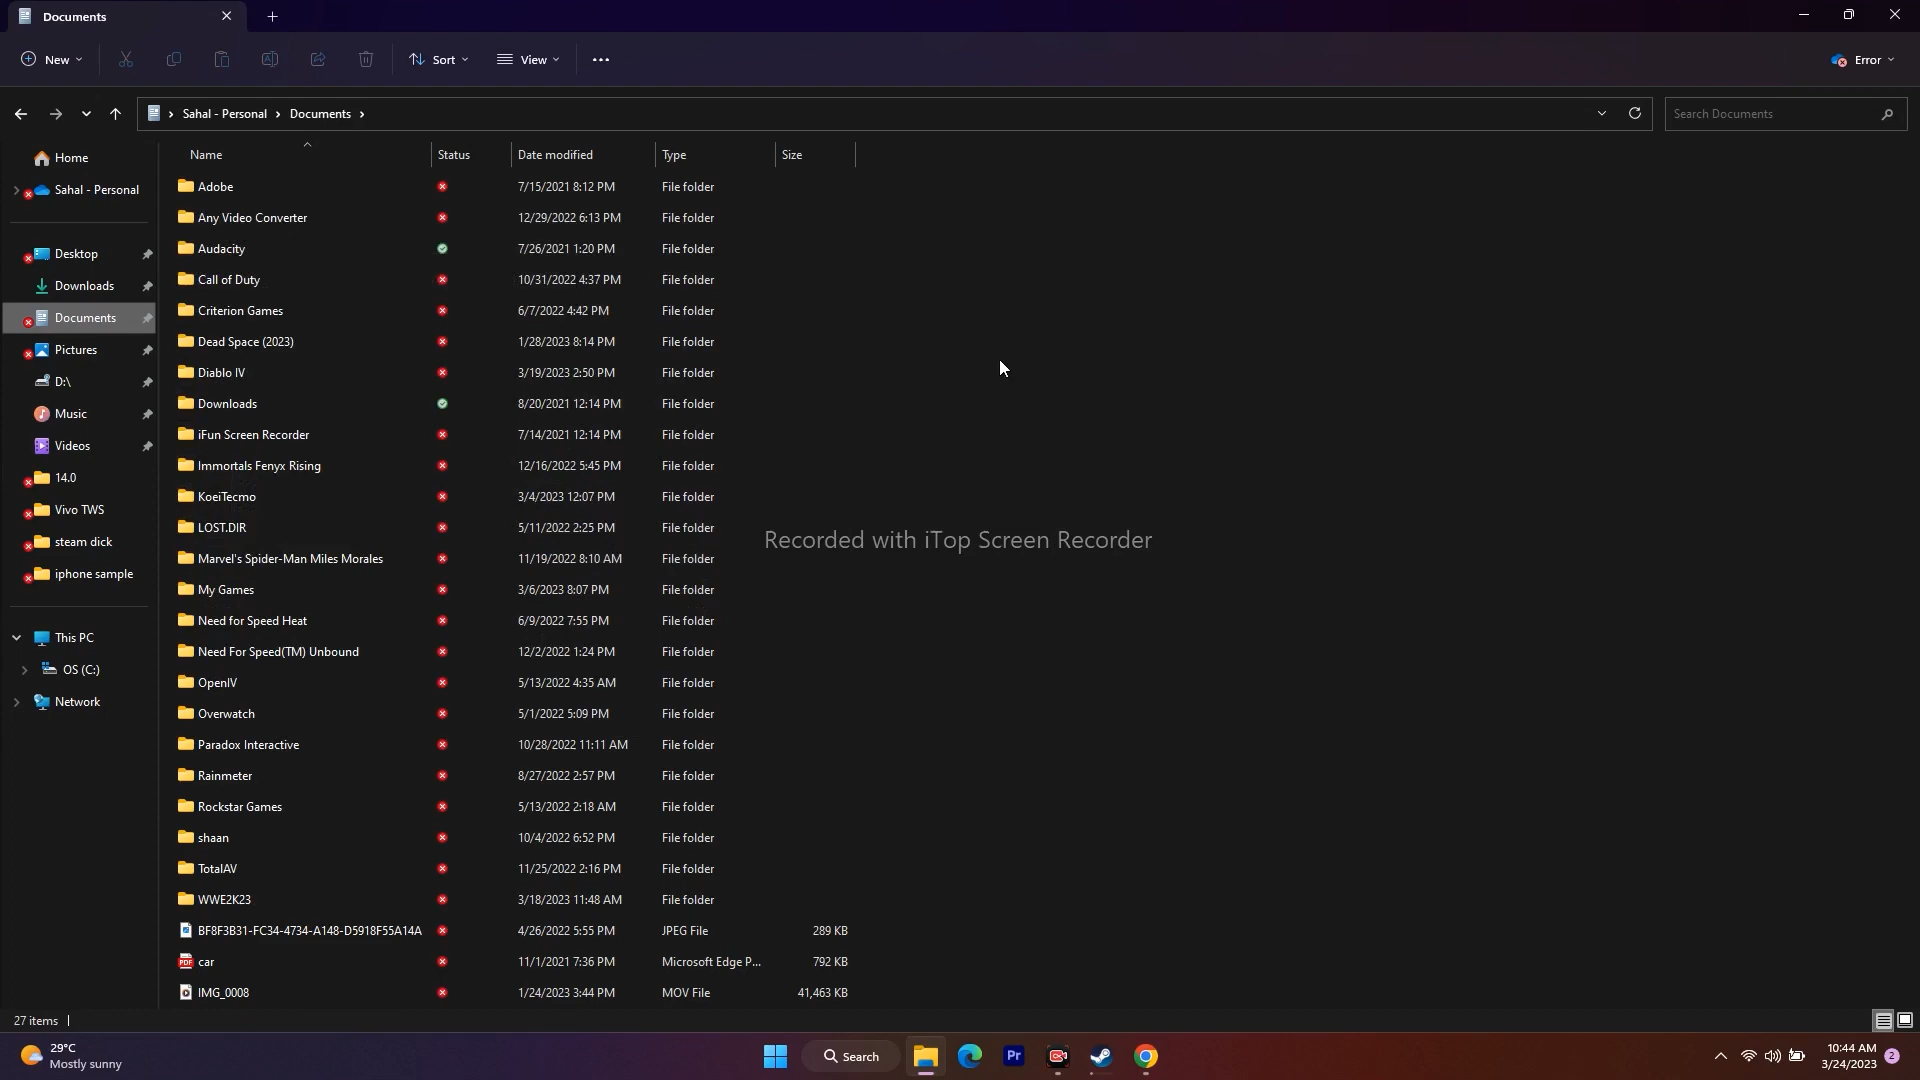 Documents
New Sort View Error
Sahal - Personal Documents Search Documents
Home
Sahal - Personal
Desktop
Downloads
Documents
Pictures
D:\
Music
Videos
14.0
Vivo TWS
steam dick
iphone sample
This PC
OS (C:)
Network
Name Status Date modified Type Size
Adobe 7/15/2021 8:12 PM File folder
Any Video Converter 12/29/2022 6:13 PM File folder
Audacity 7/26/2021 1:20 PM File folder
Call of Duty 10/31/2022 4:37 PM File folder
Criterion Games 6/7/2022 4:42 PM File folder
Dead Space (2023) 1/28/2023 8:14 PM File folder
Diablo IV 3/19/2023 2:50 PM File folder
Downloads 8/20/2021 12:14 PM File folder
iFun Screen Recorder 7/14/2021 12:14 PM File folder
Immortals Fenyx Rising 12/16/2022 5:45 PM File folder
KoeiTecmo 3/4/2023 12:07 PM File folder
LOST.DIR 5/11/2022 2:25 PM File folder
Marvel's Spider-Man Miles Morales 11/19/2022 8:10 AM File folder
My Games 3/6/2023 8:07 PM File folder
Need for Speed Heat 6/9/2022 7:55 PM File folder
Need For Speed(TM) Unbound 12/2/2022 1:24 PM File folder
OpenIV 5/13/2022 4:35 AM File folder
Overwatch 5/1/2022 5:09 PM File folder
Paradox Interactive 10/28/2022 11:11 AM File folder
Rainmeter 8/27/2022 2:57 PM File folder
Rockstar Games 5/13/2022 2:18 AM File folder
shaan 10/4/2022 6:52 PM File folder
TotalAV 11/25/2022 2:16 PM File folder
WWE2K23 3/18/2023 11:48 AM File folder
BF8F3B31-FC34-4734-A148-D5918F55A14A 4/26/2022 5:55 PM JPEG File 289 KB
car 11/1/2021 7:36 PM Microsoft Edge P... 792 KB
IMG_0008 1/24/2023 3:44 PM MOV File 41,463 KB
Recorded with iTop Screen Recorder
27 items
29°C
Mostly sunny
Search
Pr
10:44 AM
3/24/2023
2